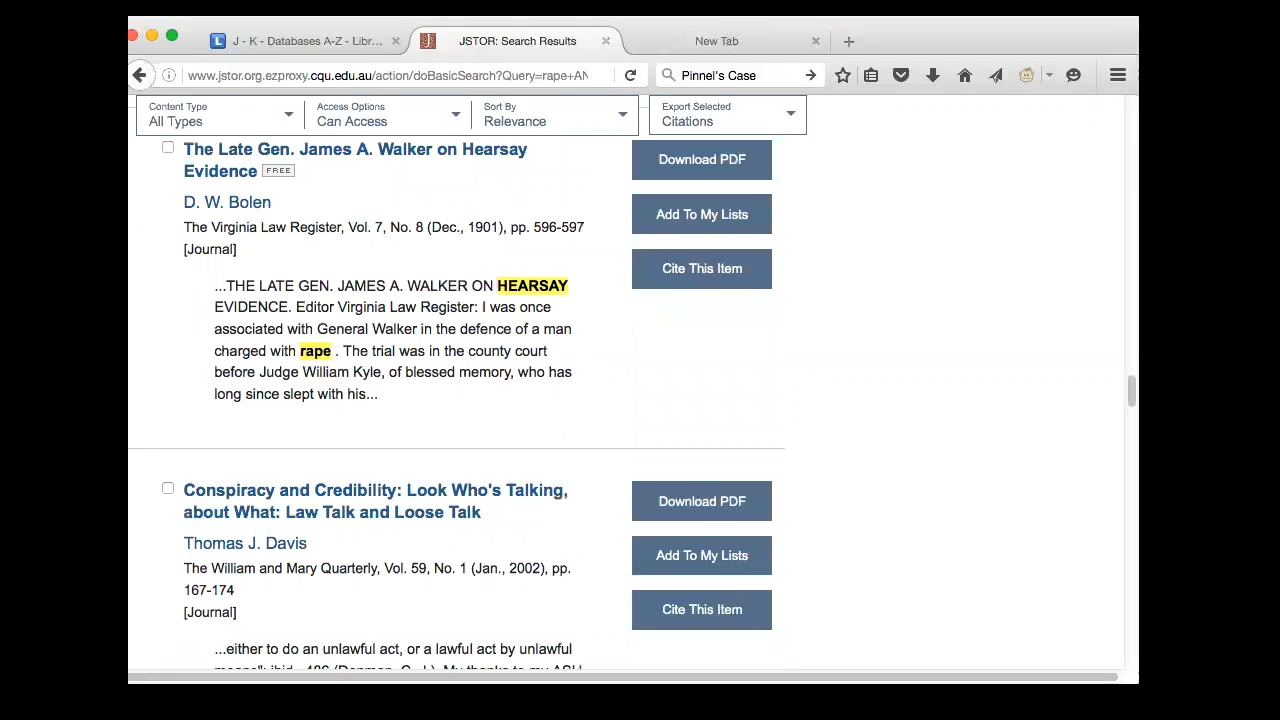 J - K - Databases A-Z - Libr...
JSTOR: Search Results
New Tab
www.jstor.org.ezproxy.cqu.edu.au/action/doBasicSearch?Query=rape+AN
Pinnel's Case
Content Type
All Types
Access Options
Can Access
Sort By
Relevance
Export Selected
Citations
The Late Gen. James A. Walker on Hearsay
Evidence FREE
D. W. Bolen
The Virginia Law Register, Vol. 7, No. 8 (Dec., 1901), pp. 596-597
[Journal]
...THE LATE GEN. JAMES A. WALKER ON HEARSAY
EVIDENCE. Editor Virginia Law Register: I was once
associated with General Walker in the defence of a man
charged with rape . The trial was in the county court
before Judge William Kyle, of blessed memory, who has
long since slept with his...
Download PDF
Add To My Lists
Cite This Item
Conspiracy and Credibility: Look Who's Talking,
about What: Law Talk and Loose Talk
Thomas J. Davis
The William and Mary Quarterly, Vol. 59, No. 1 (Jan., 2002), pp.
167-174
[Journal]
...either to do an unlawful act, or a lawful act by unlawful
Download PDF
Add To My Lists
Cite This Item